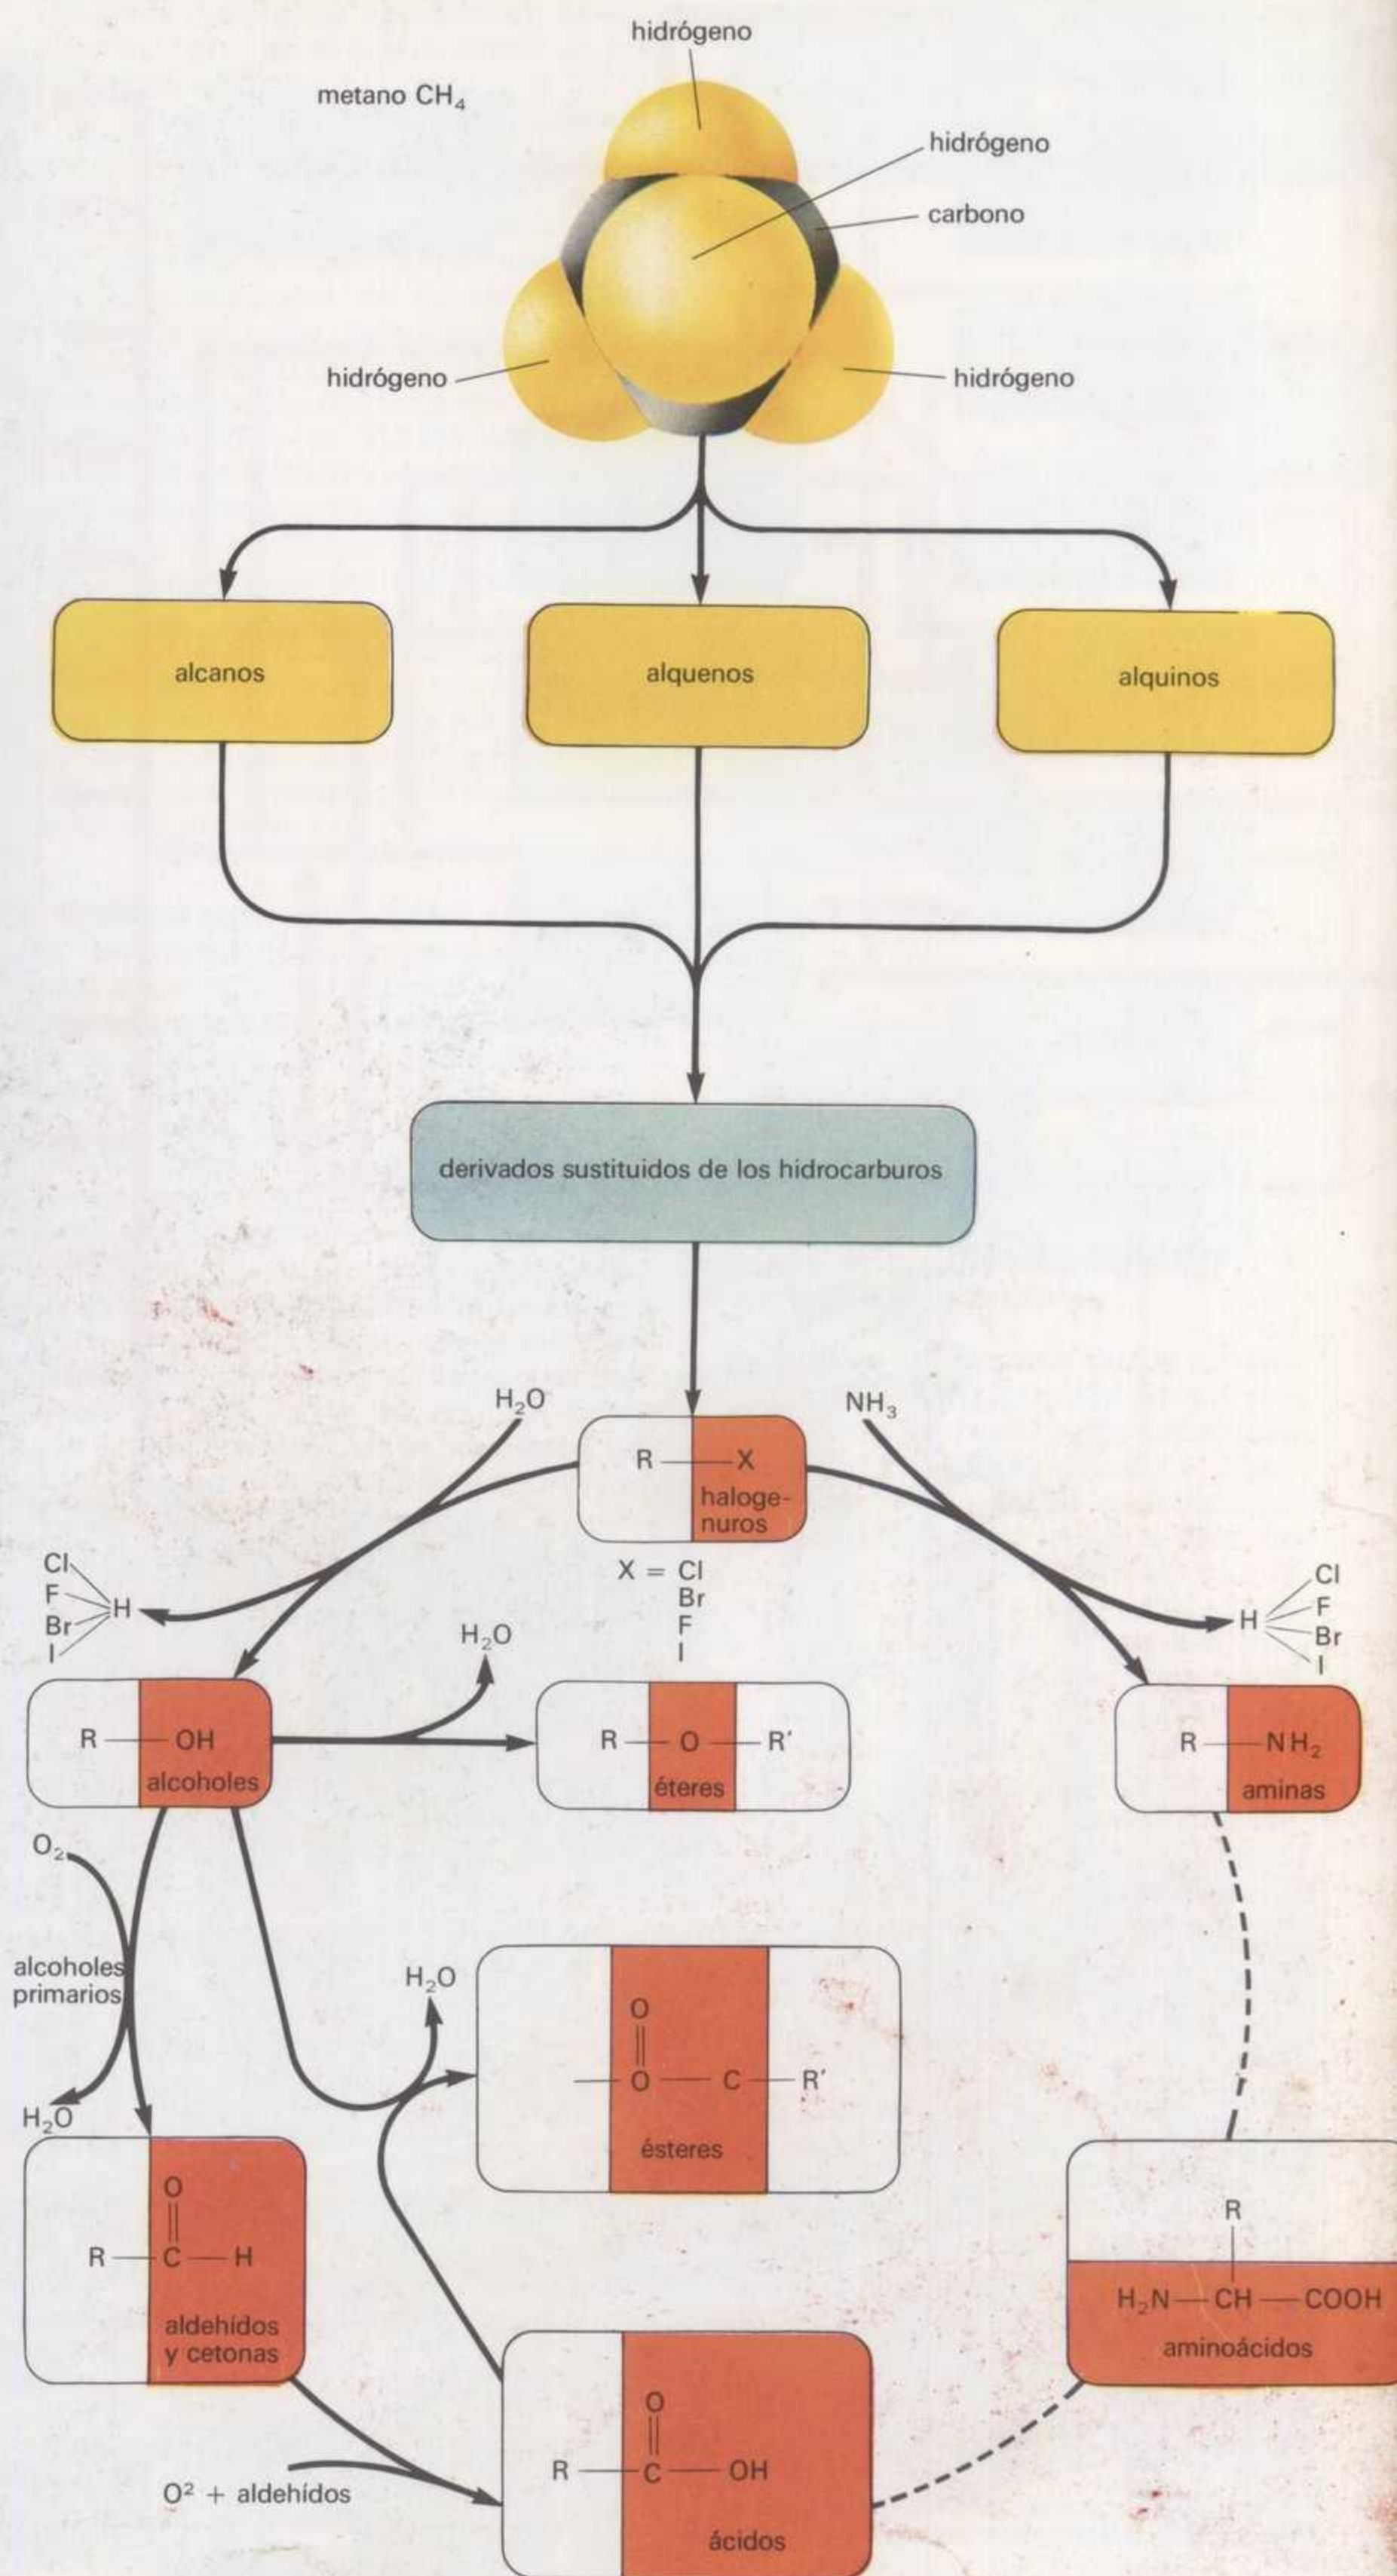 hidrógeno
metano CH₄
hidrógeno
carbono
hidrógeno
hidrógeno
alcanos
alquenos
alquinos
derivados sustituidos de los hidrocarburos
H₂O
NH₃
R — X
haloge-
nuros
X = Cl
Br
F
I
Cl
F
Br
I
H
H
Cl
F
Br
I
H₂O
R — OH
alcoholes
R — O — R′
éteres
R — NH₂
aminas
O₂
alcoholes
primarios
H₂O
H₂O
O
— O — C — R′
ésteres
O
R — C — H
aldehídos
y cetonas
R
H₂N — CH — COOH
aminoácidos
O² + aldehídos
O
R — C — OH
ácidos